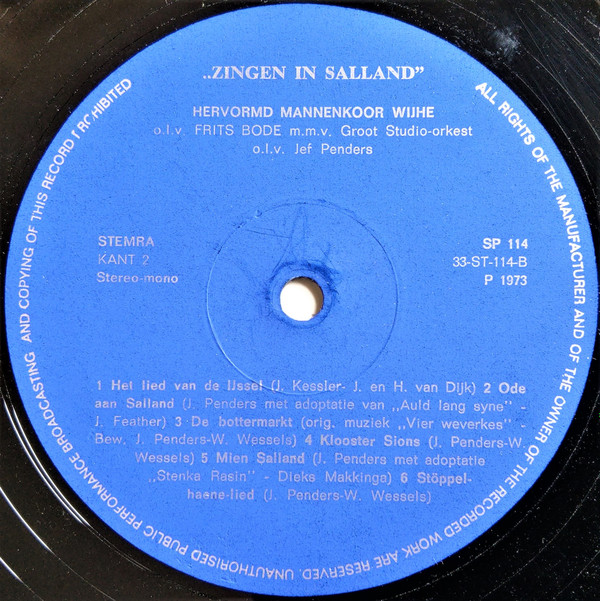 „ZINGEN IN SALLAND”
HERVORMD MANNENKOOR WIJHE
o.l.v. FRITS BODE m.m.v. Groot Studio-orkest
o.l.v. Jef Penders
STEMRA
KANT 2
Stereo-mono
SP 114
33-ST-114-B
P 1973
1 Het lied van de IJssel (J. Kessler- J. en H. van Dijk) 2 Ode
aan Salland (J. Penders met adoptatie van „Auld lang syne" -
J. Feather) 3 De bottermarkt (orig. muziek „Vier weverkes" -
Bew. J. Penders-W. Wessels) 4 Klooster Sions (J. Penders-W.
Wessels) 5 Mien Salland (J. Penders met adoptatie
„Stenka Rasin" - Dieks Makkinga) 6 Stöppel-
haene-lied (J. Penders-W. Wessels)
ALL RIGHTS OF THE MANUFACTURER AND OF THE OWNER OF THE RECORDED WORK ARE RESERVED. UNAUTHORISED PUBLIC PERFORMANCE BROADCASTING AND COPYING OF THIS RECORD PROHIBITED